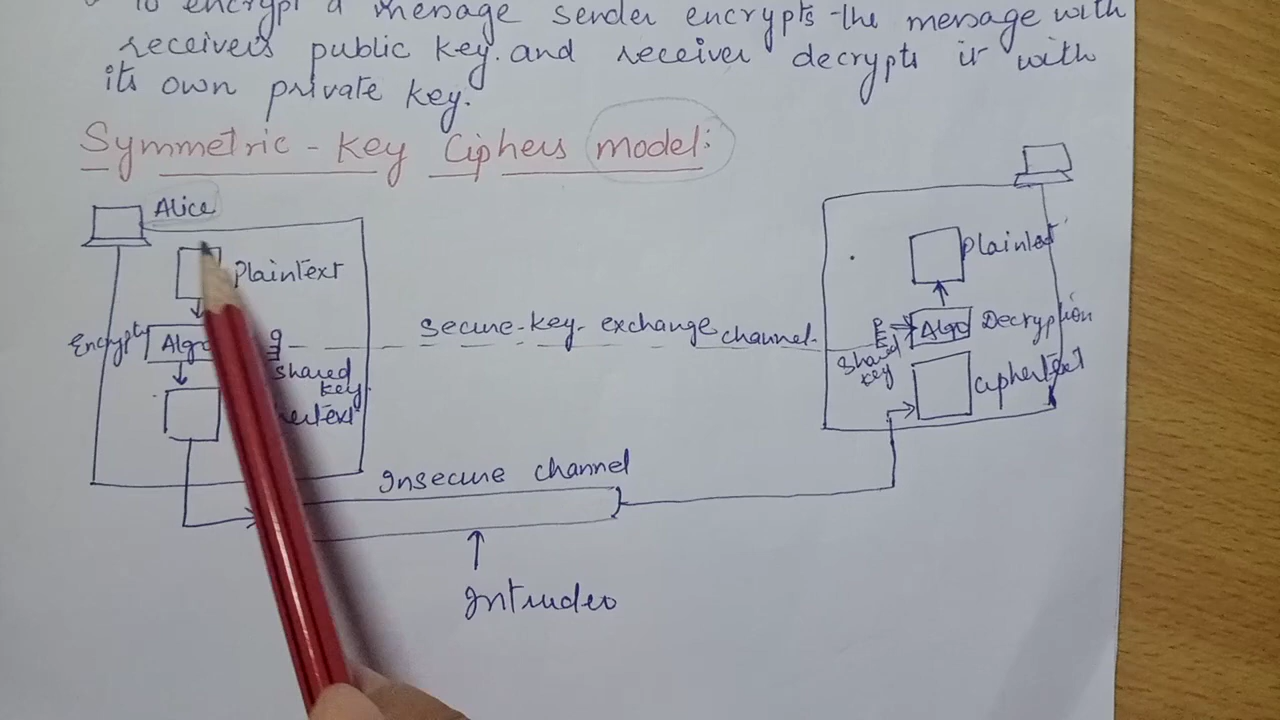 To encrypt a message sender encrypts the message with
receiver's public key. and receiver decrypts it with
its own private key.
Symmetric - Key Ciphers model:
Alice
Plaintext
Encrypt
Algo
shared
key
Secure-key-exchange channel.
Insecure channel
Intruder
Plaintext
Algo Decryption
Shared
key
Ciphertext